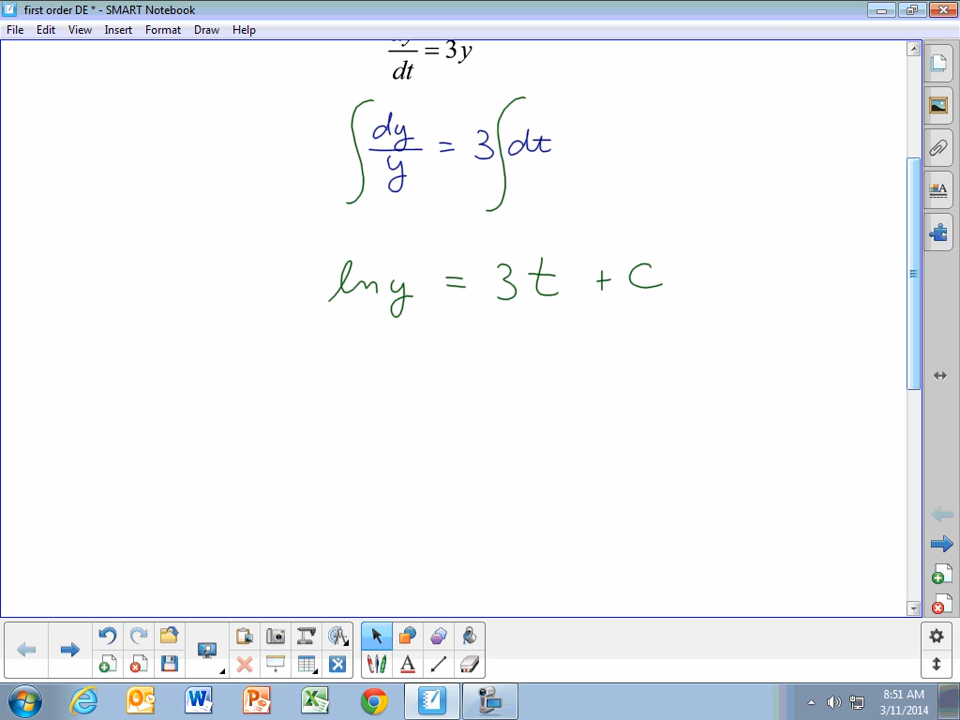 first order DE * - SMART Notebook
File Edit View Insert Format Draw Help
dy/dt = 3y
∫ dy/y = 3 ∫ dt
ln y = 3t + C
8:51 AM
3/11/2014